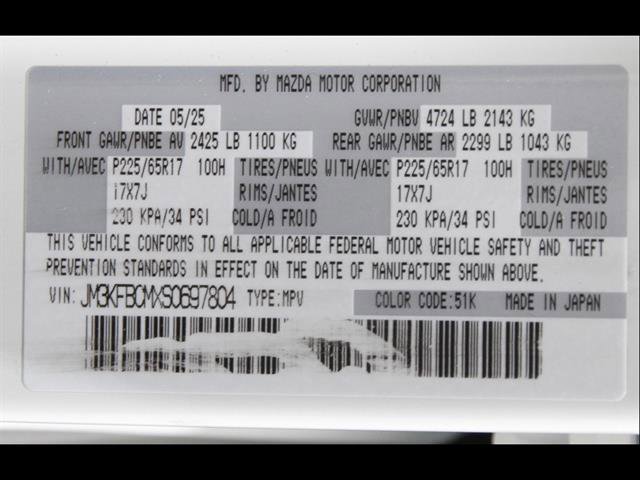 MFD. BY MAZDA MOTOR CORPORATION
DATE 05/25 GVWR/PNBV 4724 LB 2143 KG
FRONT GAWR/PNBE AV 2425 LB 1100 KG REAR GAWR/PNBE AR 2299 LB 1043 KG
WITH/AVEC P225/65R17 100H TIRES/PNEUS WITH/AVEC P225/65R17 100H TIRES/PNEUS
17X7J RIMS/JANTES 17X7J RIMS/JANTES
230 KPA/34 PSI COLD/A FROID 230 KPA/34 PSI COLD/A FROID
THIS VEHICLE CONFORMS TO ALL APPLICABLE FEDERAL MOTOR VEHICLE SAFETY AND THEFT
PREVENTION STANDARDS IN EFFECT ON THE DATE OF MANUFACTURE SHOWN ABOVE.
VIN: JM3KFBCMXS0697804 TYPE:MPV COLOR CODE:51K MADE IN JAPAN